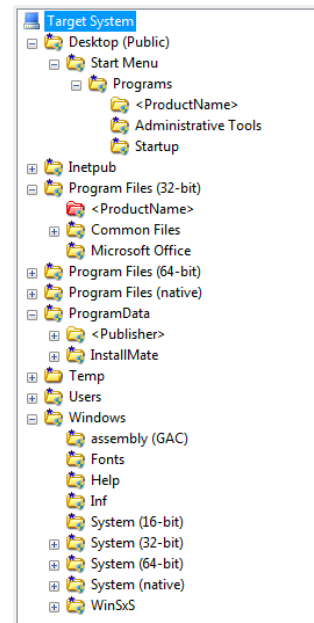 Target System
Desktop (Public)
Start Menu
Programs
<ProductName>
Administrative Tools
Startup
Inetpub
Program Files (32-bit)
<ProductName>
Common Files
Microsoft Office
Program Files (64-bit)
Program Files (native)
ProgramData
<Publisher>
InstallMate
Temp
Users
Windows
assembly (GAC)
Fonts
Help
Inf
System (16-bit)
System (32-bit)
System (64-bit)
System (native)
WinSxS